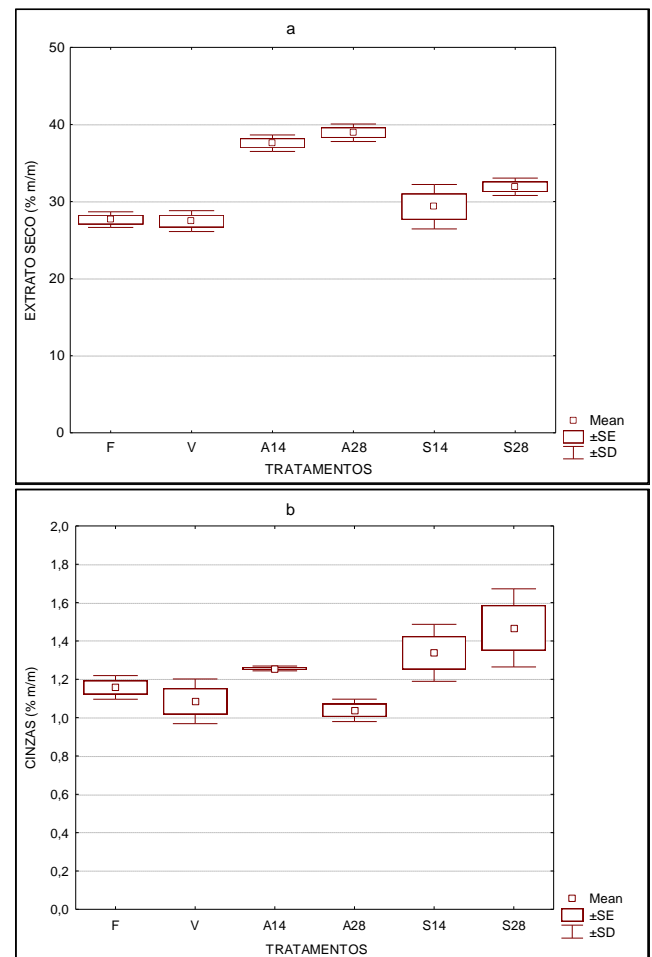 a
50
40
30
20
10
0
EXTRATO SECO (% m/m)
F V A14 A28 S14 S28
TRATAMENTOS
Mean
±SE
±SD
b
2,0
1,8
1,6
1,4
1,2
1,0
0,8
0,6
0,4
0,2
0,0
CINZAS (% m/m)
F V A14 A28 S14 S28
TRATAMENTOS
Mean
±SE
±SD